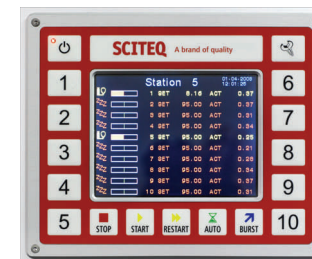 SCITEQ A brand of quality
Station 5 01-04-2009
12:01:25
1 SET 8.16 ACT 0.37
2 SET 95.00 ACT 0.37
3 SET 95.00 ACT 0.31
4 SET 95.00 ACT 0.34
5 SET 95.00 ACT 0.25
6 SET 95.00 ACT 0.21
7 SET 95.00 ACT 0.28
8 SET 95.00 ACT 0.34
9 SET 95.00 ACT 0.37
10 SET 95.00 ACT 0.31
1
2
3
4
5
STOP START RESTART AUTO BURST
6
7
8
9
10